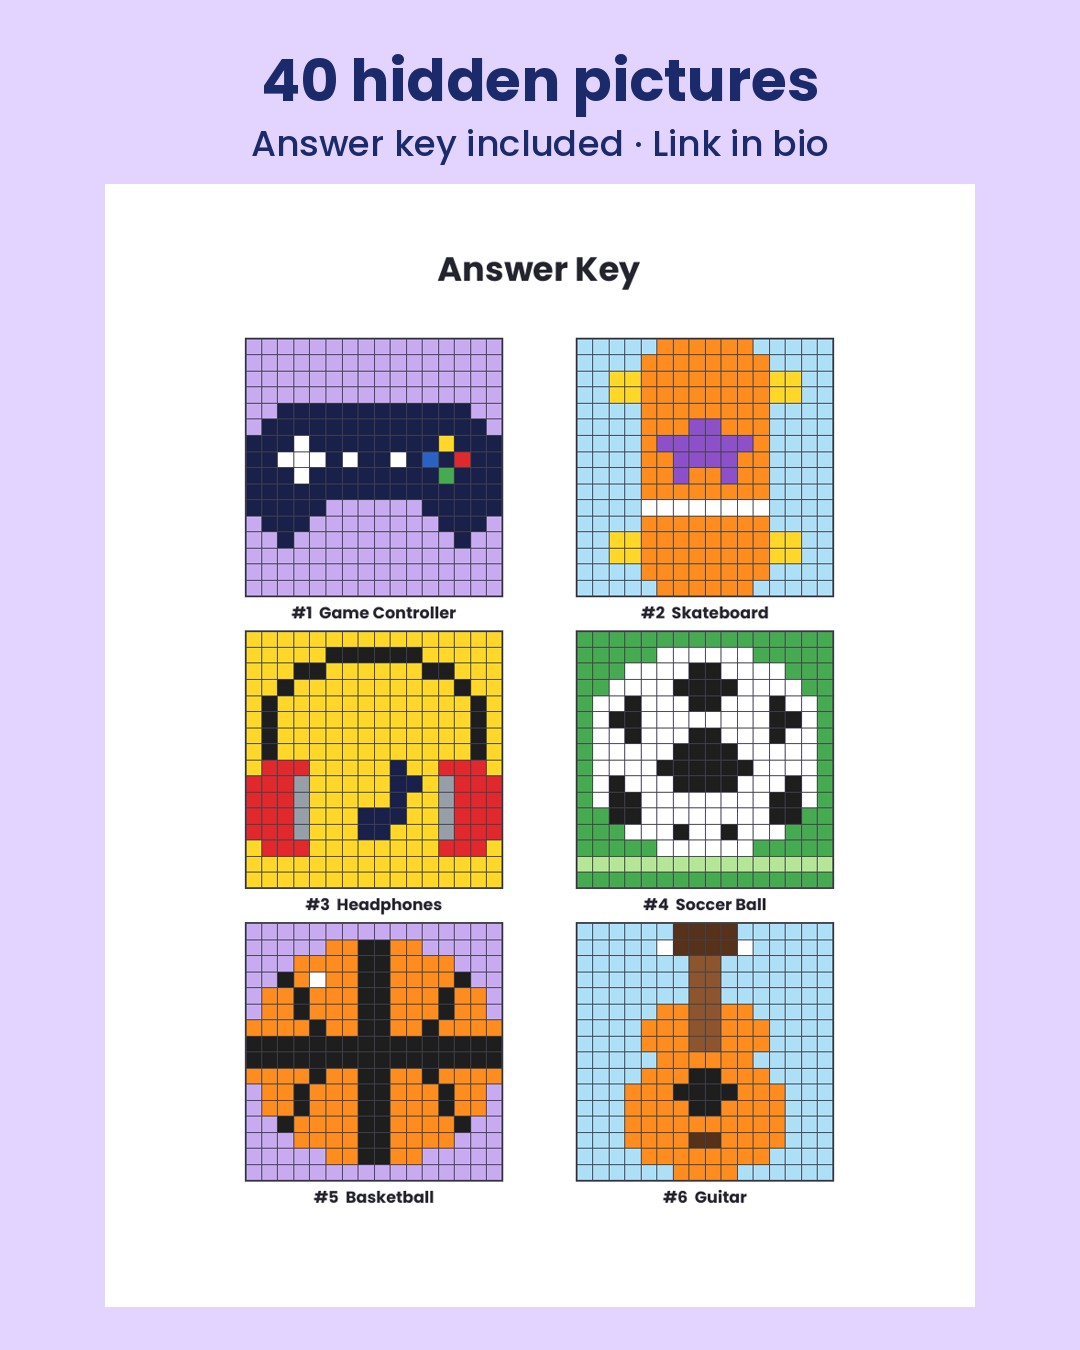 40 hidden pictures
Answer key included · Link in bio
Answer Key
#1 Game Controller
#2 Skateboard
#3 Headphones
#4 Soccer Ball
#5 Basketball
#6 Guitar